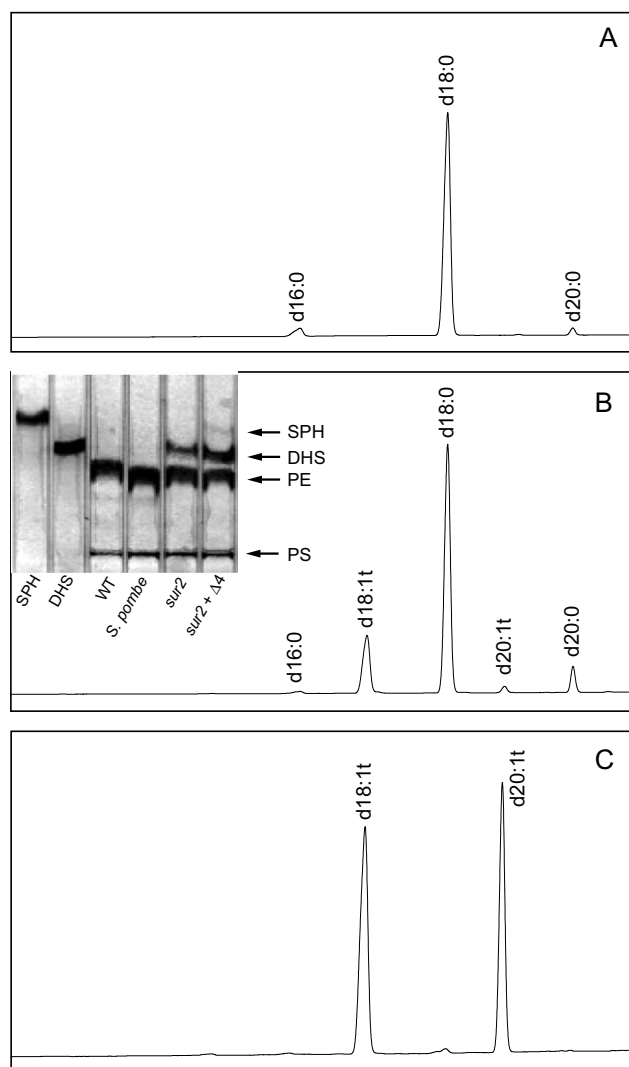 A
d16:0
d18:0
d20:0
B
SPH
DHS
PE
PS
SPH
DHS
WT
S. pombe
sur2
sur2 + Δ4
d16:0
d18:1t
d18:0
d20:1t
d20:0
C
d18:1t
d20:1t